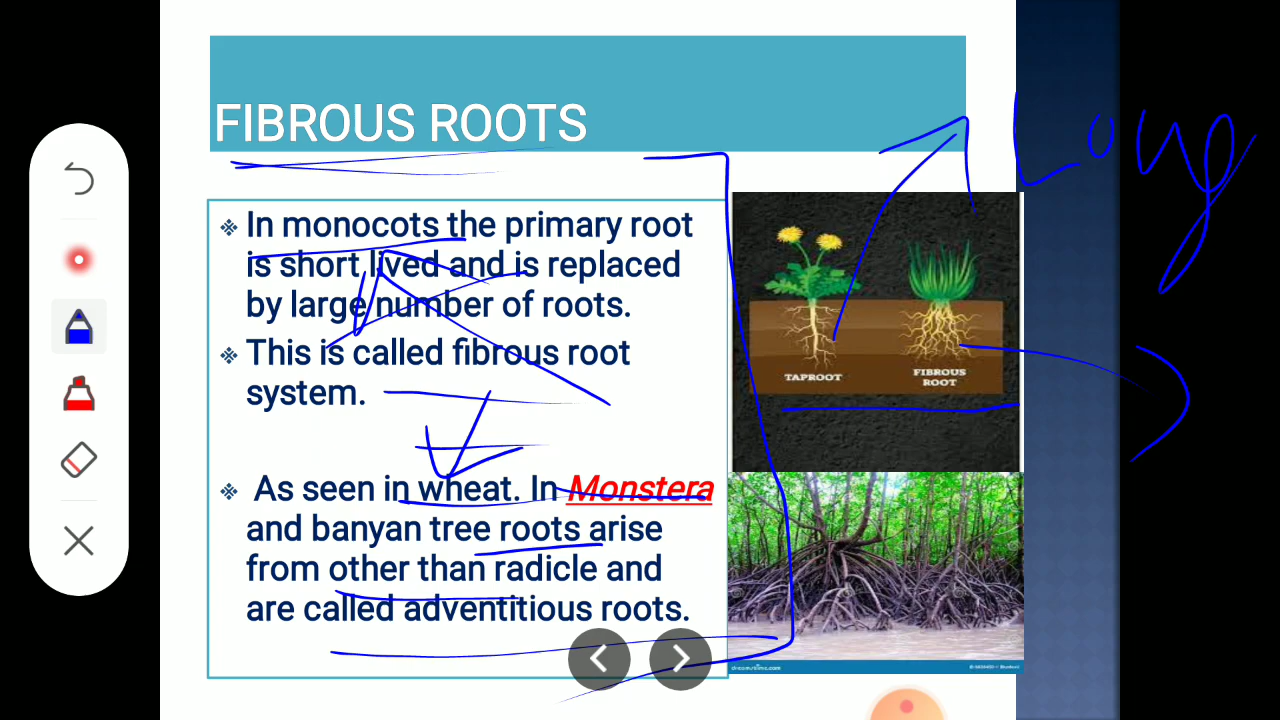 FIBROUS ROOTS
Long
❖ In monocots the primary root
is short lived and is replaced
by large number of roots.
❖ This is called fibrous root
system.
TAPROOT
FIBROUS
ROOT
❖ As seen in wheat. In Monstera
and banyan tree roots arise
from other than radicle and
are called adventitious roots.
dreamstime.com